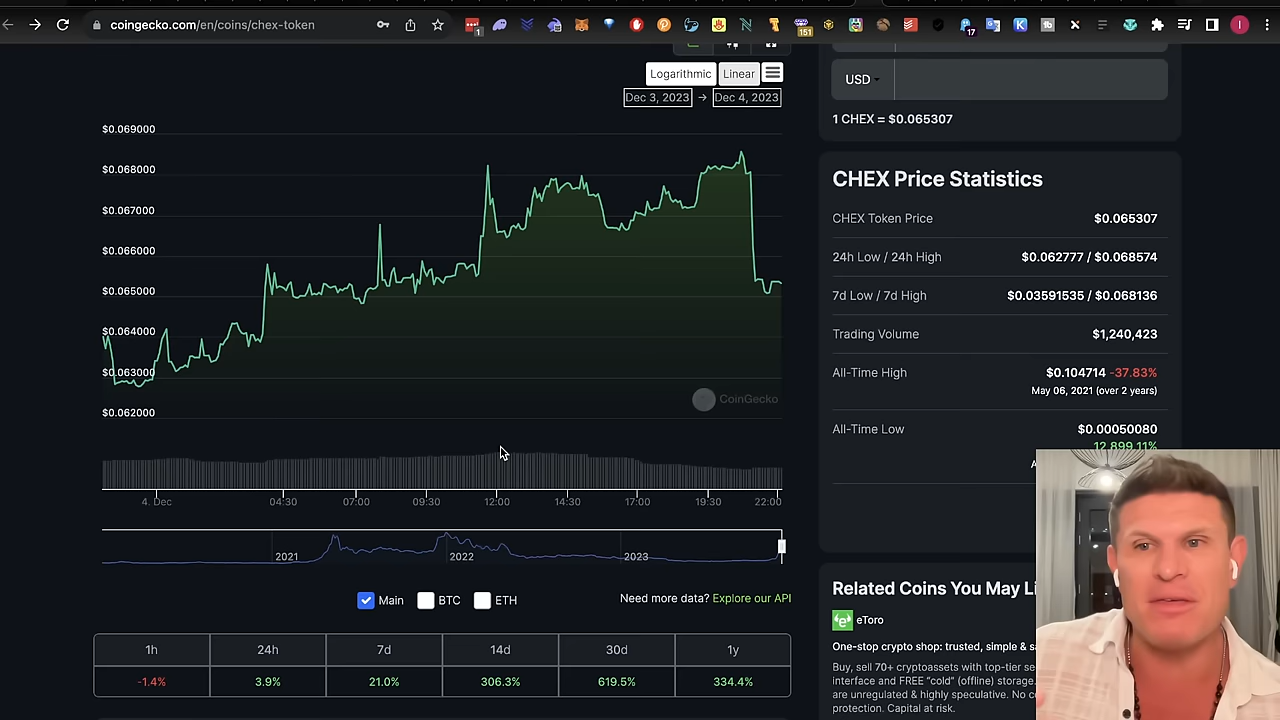 coingecko.com/en/coins/chex-token
1
151
17
I
Logarithmic
Linear
Dec 3, 2023 → Dec 4, 2023
$0.069000
$0.068000
$0.067000
$0.066000
$0.065000
$0.064000
$0.063000
$0.062000
CoinGecko
4. Dec
04:30
07:00
09:30
12:00
14:30
17:00
19:30
22:00
2021
2022
2023
Main
BTC
ETH
Need more data? Explore our API
1h 24h 7d 14d 30d 1y
-1.4% 3.9% 21.0% 306.3% 619.5% 334.4%
USD
1 CHEX = $0.065307
CHEX Price Statistics
CHEX Token Price $0.065307
24h Low / 24h High $0.062777 / $0.068574
7d Low / 7d High $0.03591535 / $0.068136
Trading Volume $1,240,423
All-Time High $0.104714 -37.83%
May 06, 2021 (over 2 years)
All-Time Low $0.00050080
12,899.11%
Related Coins You May Li
eToro
One-stop crypto shop: trusted, simple & sa
Buy, sell 70+ cryptoassets with top-tier se
interface and FREE "cold" (offline) storage.
are unregulated & highly speculative. No c
protection. Capital at risk.